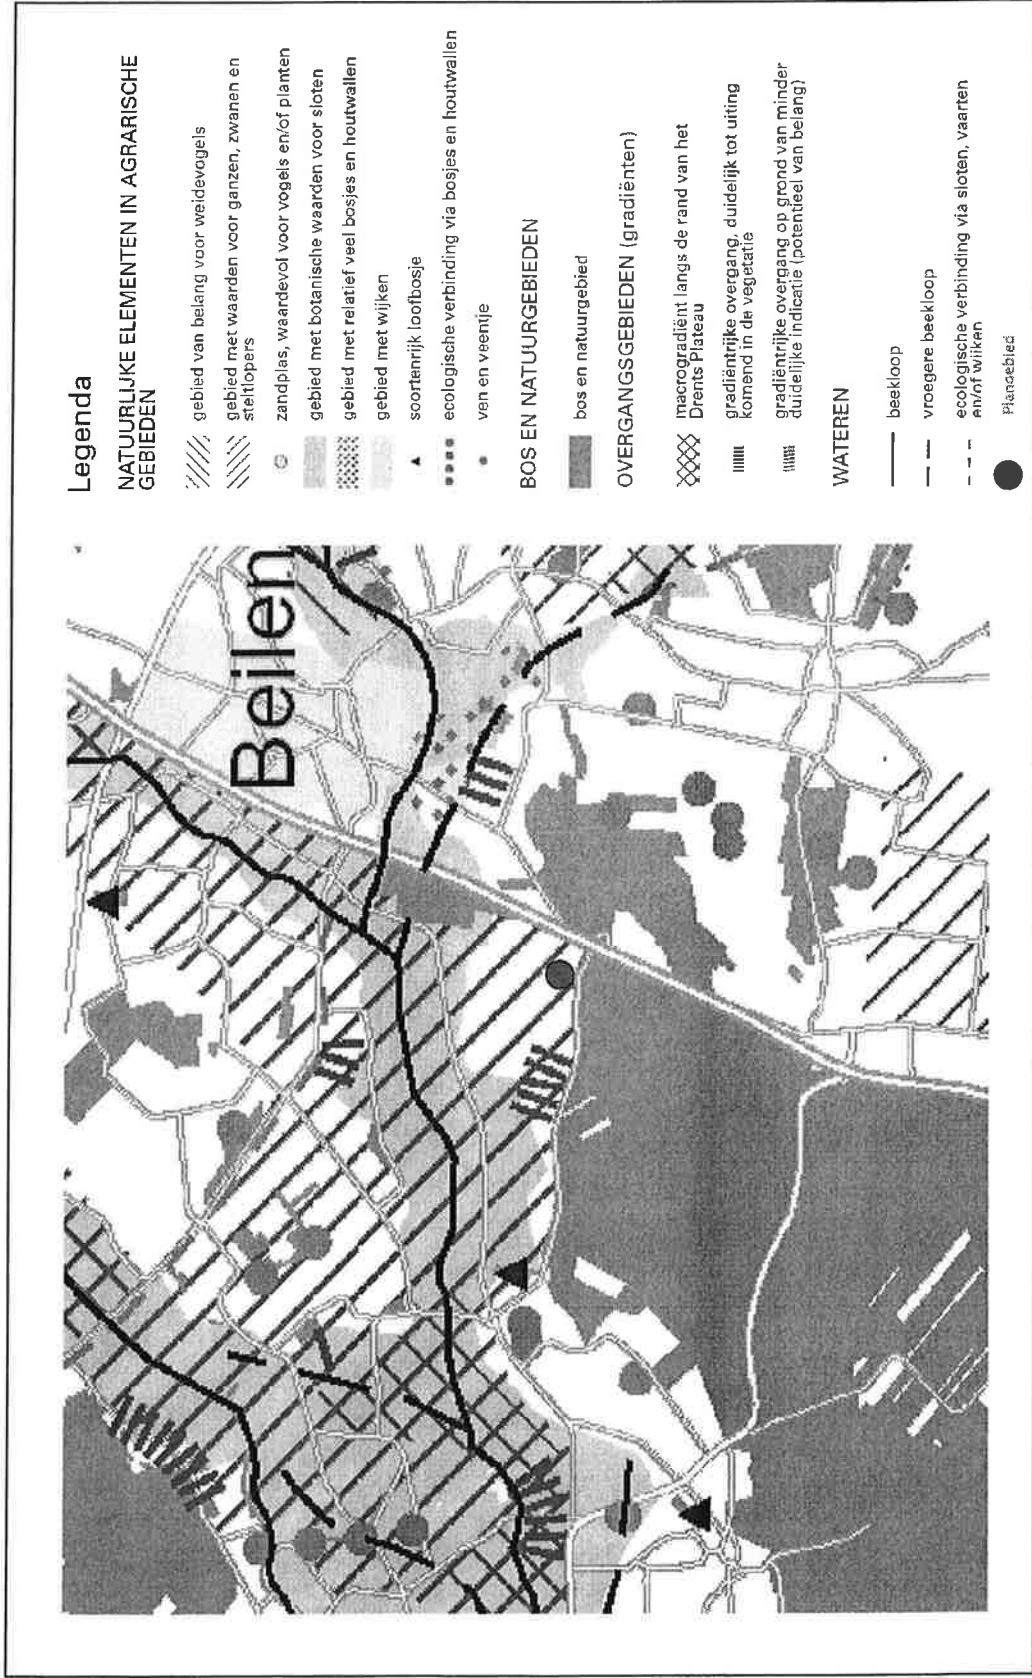 Legenda
NATUURLIJKE ELEMENTEN IN AGRARISCHE
GEBIEDEN
gebied van belang voor weidevogels
gebied met waarden voor ganzen, zwanen en
steltlopers
zandplas, waardevol voor vogels en/of planten
gebied met botanische waarden voor sloten
gebied met relatief veel bosjes en houtwallen
gebied met wijken
soortenrijk loofbosje
ecologische verbinding via bosjes en houtwallen
ven en veentje
BOS EN NATUURGEBIEDEN
bos en natuurgebied
OVERGANGSGEBIEDEN (gradiënten)
macrogradiënt langs de rand van het
Drents Plateau
gradiëntrijke overgang, duidelijk tot uiting
komend in de vegetatie
gradiëntrijke overgang op grond van minder
duidelijke indicatie (potentieel van belang)
WATEREN
beekloop
vroegere beekloop
ecologische verbinding via sloten, vaarten
en/of wijken
Plangebied
Beilen